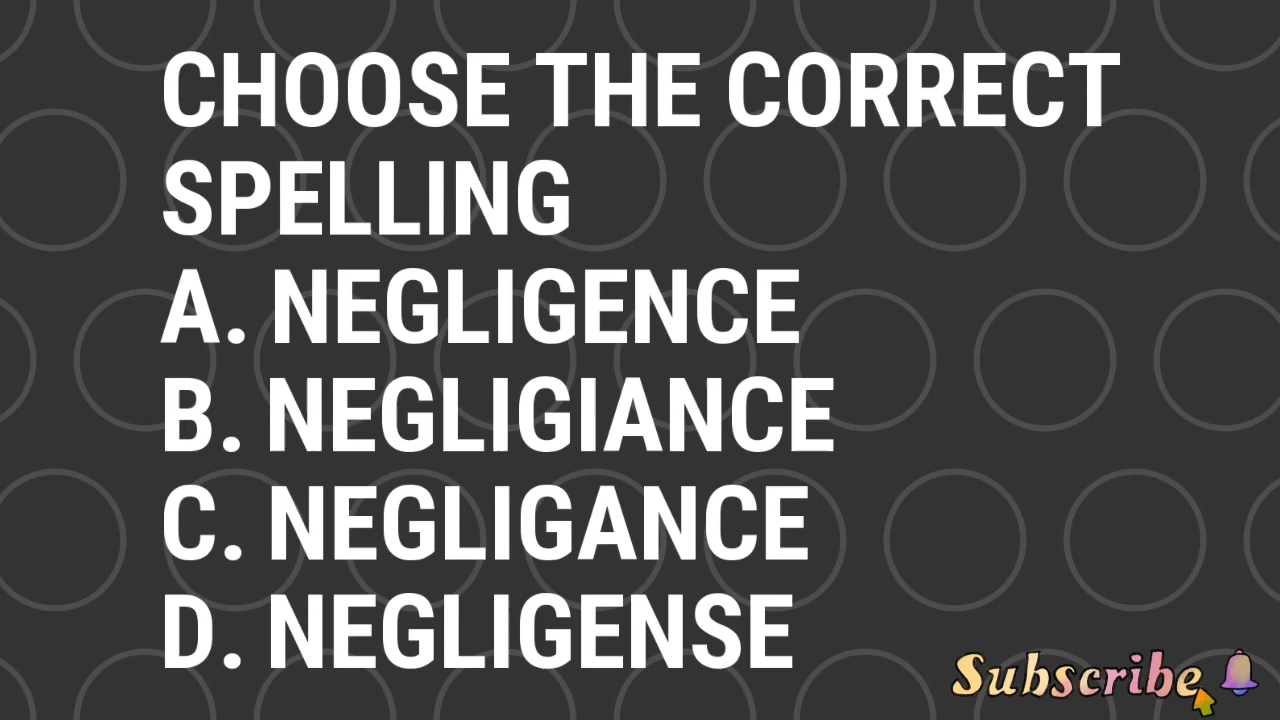 CHOOSE THE CORRECT
SPELLING
A. NEGLIGENCE
B. NEGLIGIANCE
C. NEGLIGANCE
D. NEGLIGENSE
Subscribe